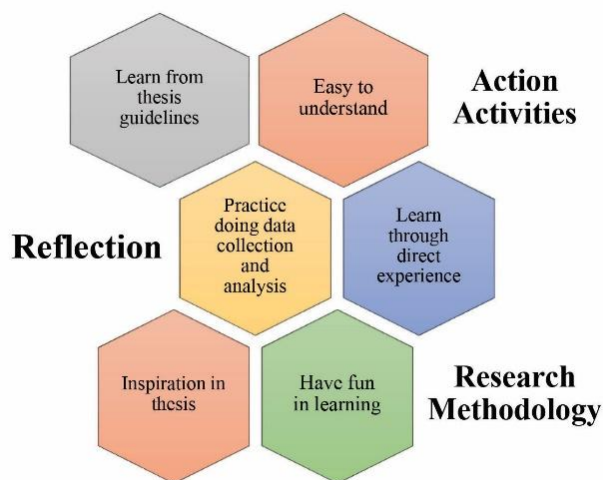 Learn from
thesis
guidelines
Easy to
understand
Action
Activities
Reflection
Practice
doing data
collection
and
analysis
Learn
through
direct
experience
Inspiration in
thesis
Have fun
in learning
Research
Methodology